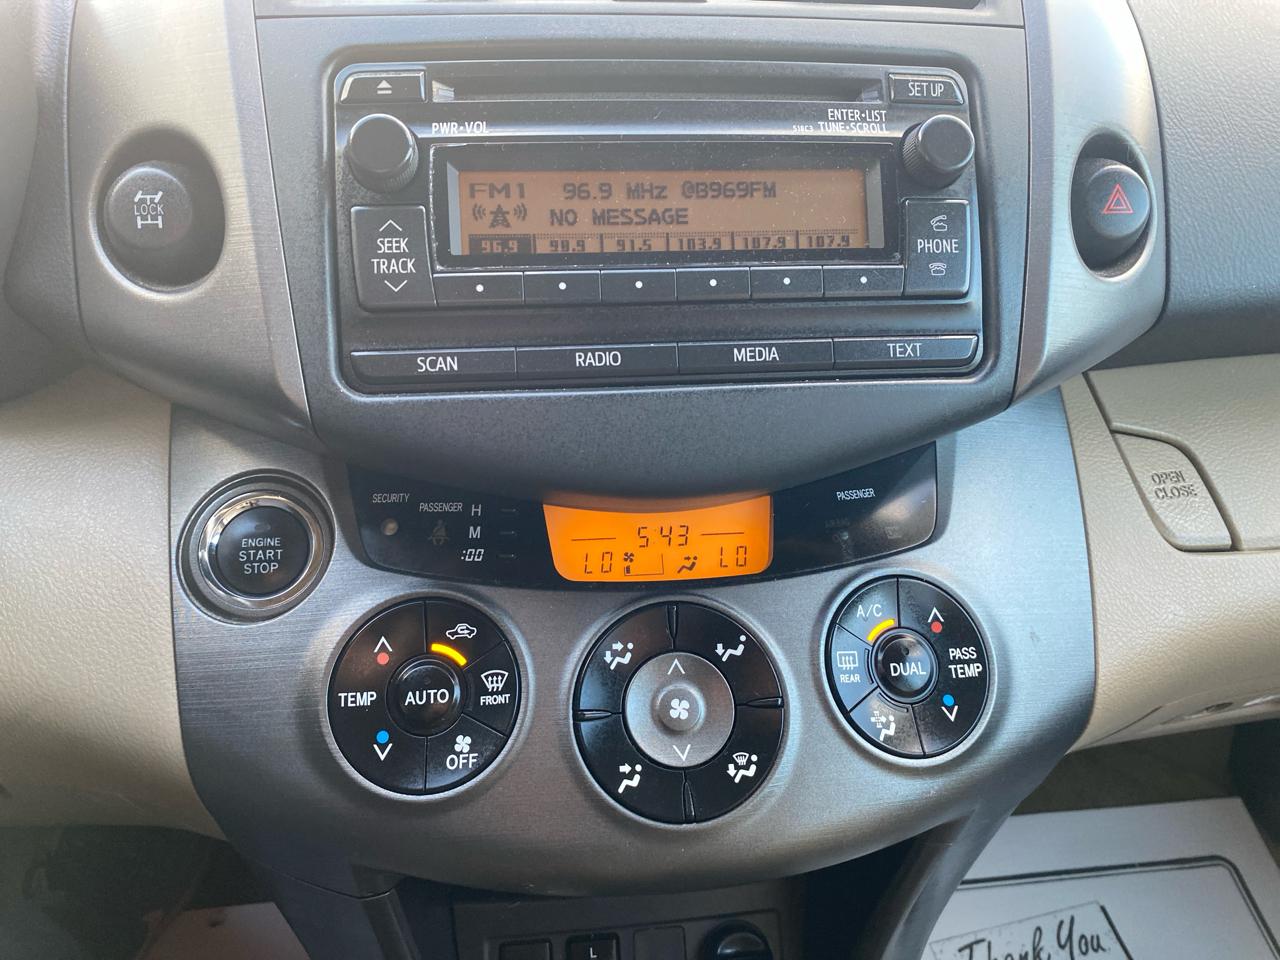 SET UP
PWR•VOL
ENTER•LIST
518C3 TUNE•SCROLL
LOCK
FM1 96.9 MHz @B969FM
NO MESSAGE
96.9 98.9 91.5 103.9 107.9 107.9
SEEK
TRACK
PHONE
SCAN RADIO MEDIA TEXT
OPEN
CLOSE
SECURITY
PASSENGER
H
M
:00
5:43
LO LO
PASSENGER
ENGINE
START
STOP
TEMP
AUTO
FRONT
OFF
A/C
REAR
DUAL
PASS
TEMP
L
Thank You